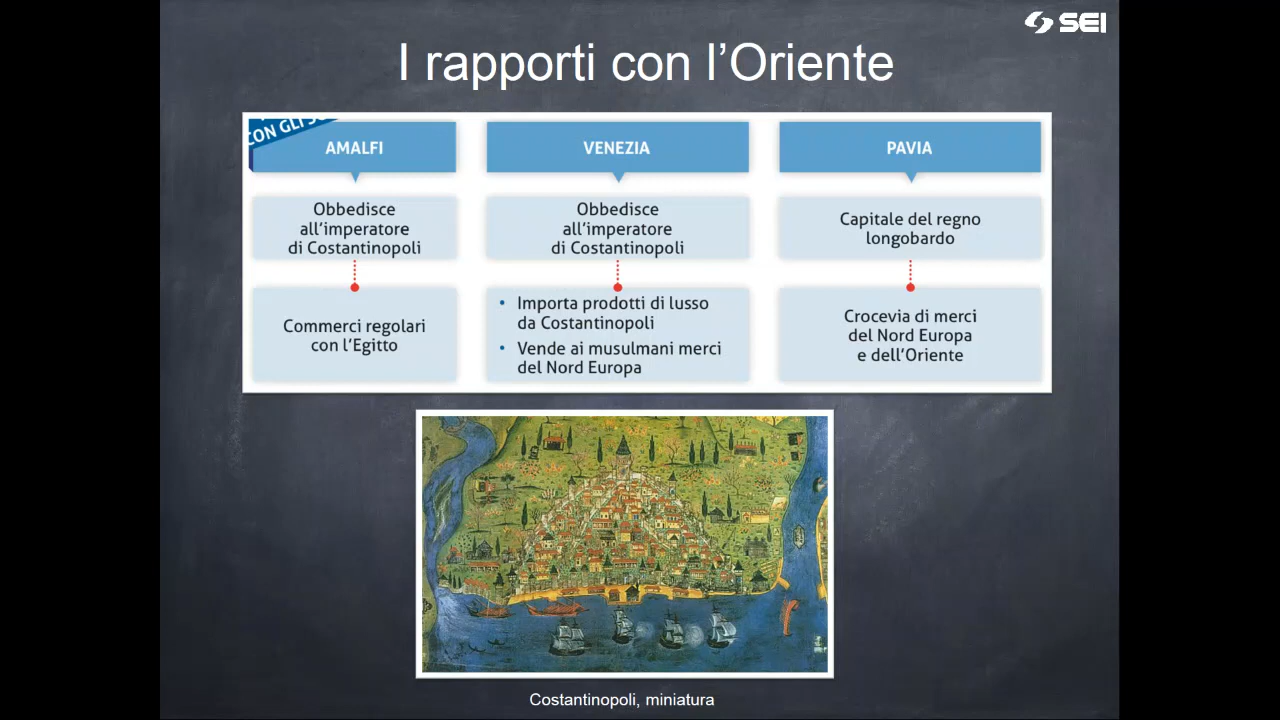 SEI
I rapporti con l’Oriente
CON GLI
AMALFI
VENEZIA
PAVIA
Obbedisce
all’imperatore
di Costantinopoli
Obbedisce
all’imperatore
di Costantinopoli
Capitale del regno
longobardo
Commerci regolari
con l’Egitto
• Importa prodotti di lusso
da Costantinopoli
• Vende ai musulmani merci
del Nord Europa
Crocevia di merci
del Nord Europa
e dell’Oriente
Costantinopoli, miniatura